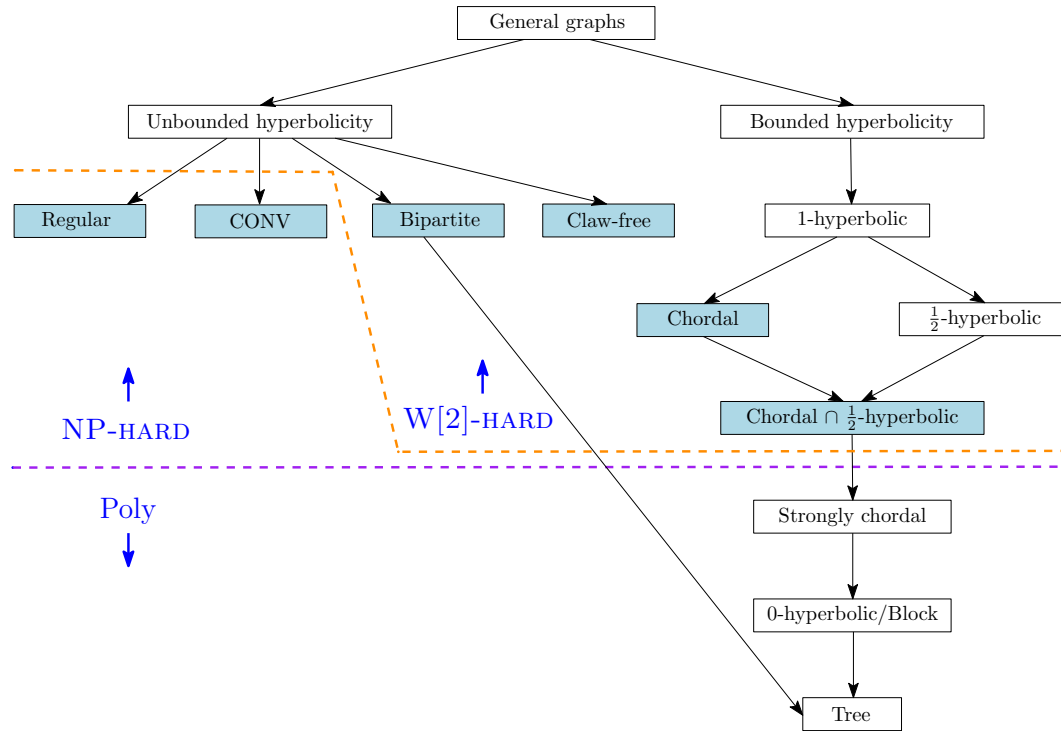 General graphs
Unbounded hyperbolicity
Bounded hyperbolicity
Regular
CONV
Bipartite
Claw-free
1-hyperbolic
Chordal
1/2-hyperbolic
NP-HARD
W[2]-HARD
Chordal ∩ 1/2-hyperbolic
Poly
Strongly chordal
0-hyperbolic/Block
Tree